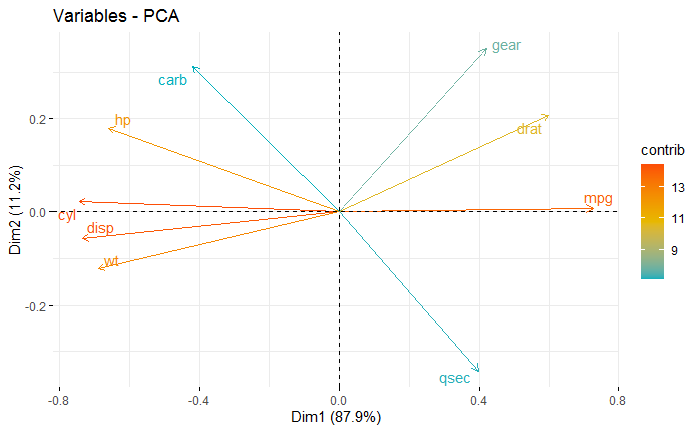 Variables - PCA
gear
carb
hp
drat
mpg
cyl
disp
wt
qsec
0.2
0.0
-0.2
-0.8
-0.4
0.0
0.4
0.8
Dim2 (11.2%)
Dim1 (87.9%)
contrib
13
11
9